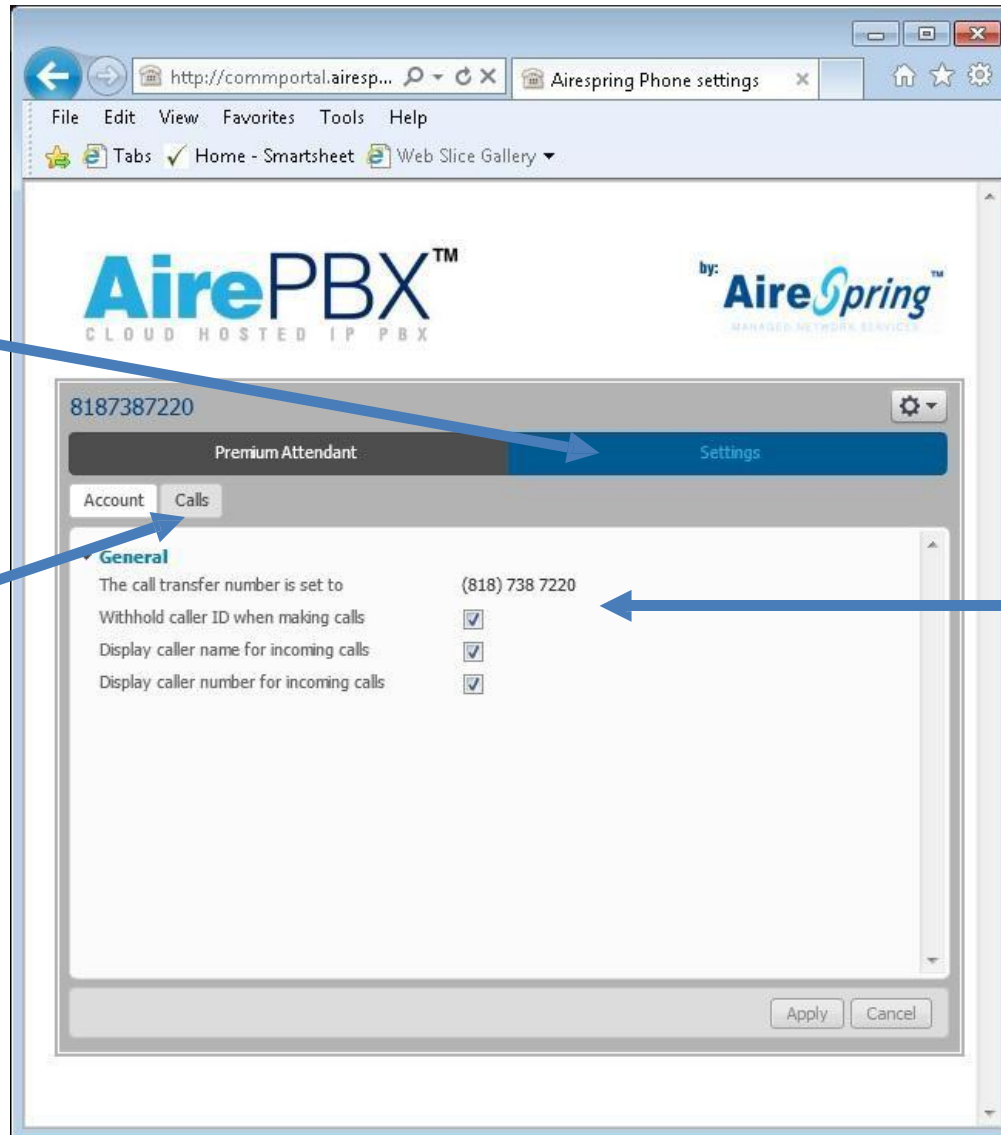 http://commportal.airesp...
Airespring Phone settings
File Edit View Favorites Tools Help
Tabs Home - Smartsheet Web Slice Gallery
AirePBX™
CLOUD HOSTED IP PBX
by:
AireSpring™
MANAGED NETWORK SERVICES
8187387220
Premium Attendant Settings
Account Calls
General
The call transfer number is set to (818) 738 7220
Withhold caller ID when making calls
Display caller name for incoming calls
Display caller number for incoming calls
Apply Cancel